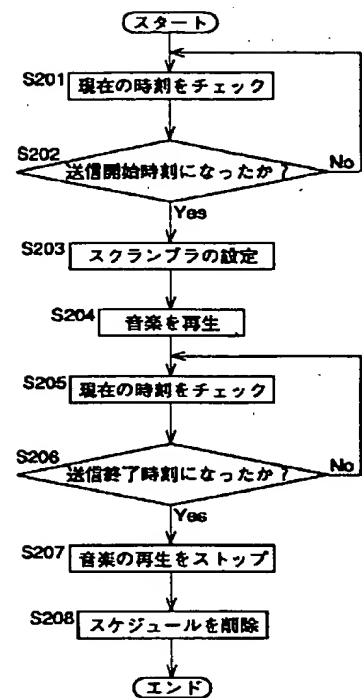 スタート
S201
現在の時刻をチェック
S202
送信開始時刻になったか?
No
Yes
S203
スクランブラの設定
S204
音楽を再生
S205
現在の時刻をチェック
S206
送信終了時刻になったか?
No
Yes
S207
音楽の再生をストップ
S208
スケジュールを削除
エンド